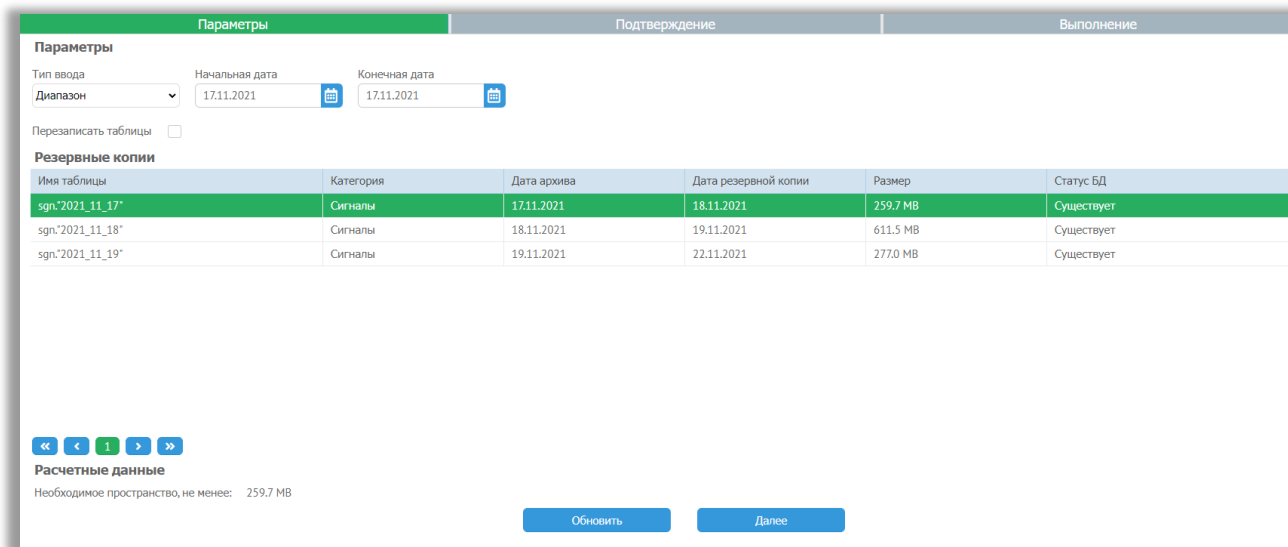 Параметры Подтверждение Выполнение
Параметры
Тип ввода Начальная дата Конечная дата
Диапазон 17.11.2021 17.11.2021
Перезаписать таблицы
Резервные копии
Имя таблицы Категория Дата архива Дата резервной копии Размер Статус БД
sgn."2021_11_17" Сигналы 17.11.2021 18.11.2021 259.7 MB Существует
sgn."2021_11_18" Сигналы 18.11.2021 19.11.2021 611.5 MB Существует
sgn."2021_11_19" Сигналы 19.11.2021 22.11.2021 277.0 MB Существует
« ‹ 1 › »
Расчетные данные
Необходимое пространство, не менее: 259.7 MB
Обновить Далее